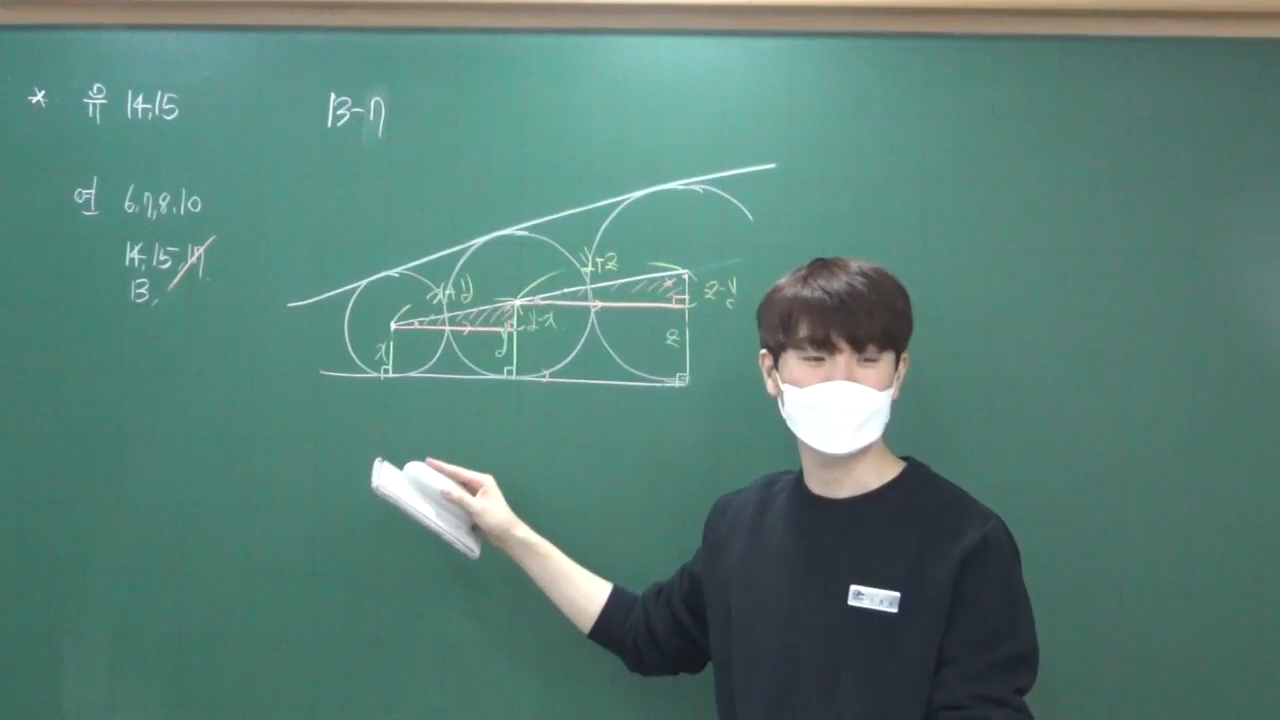 * 유 14,15
13-7
연 6,7,8,10
14,15,17
13,
x+y
y+z
z-y
y-x
x
y
z